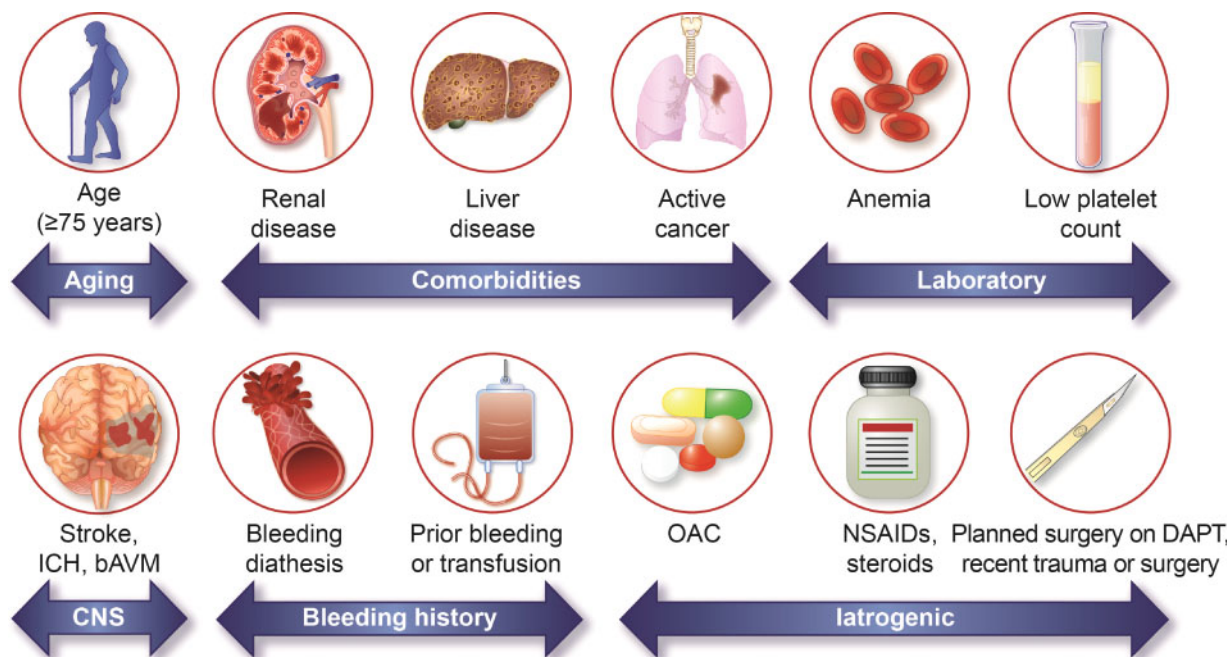 Age
(≥75 years)
Renal
disease
Liver
disease
Active
cancer
Anemia
Low platelet
count
Aging
Comorbidities
Laboratory
Stroke,
ICH, bAVM
Bleeding
diathesis
Prior bleeding
or transfusion
OAC
NSAIDs,
steroids
Planned surgery on DAPT,
recent trauma or surgery
CNS
Bleeding history
Iatrogenic